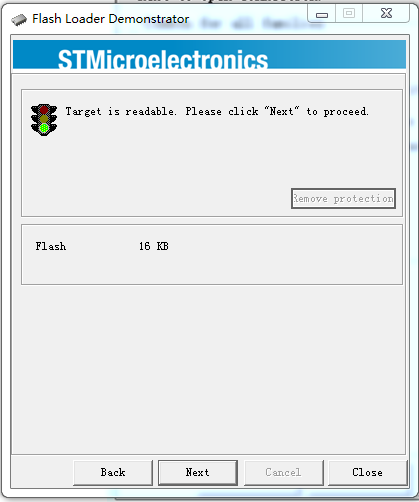 Flash Loader Demonstrator
STMicroelectronics
Target is readable. Please click "Next" to proceed.
Remove protection
Flash 16 KB
Back Next Cancel Close